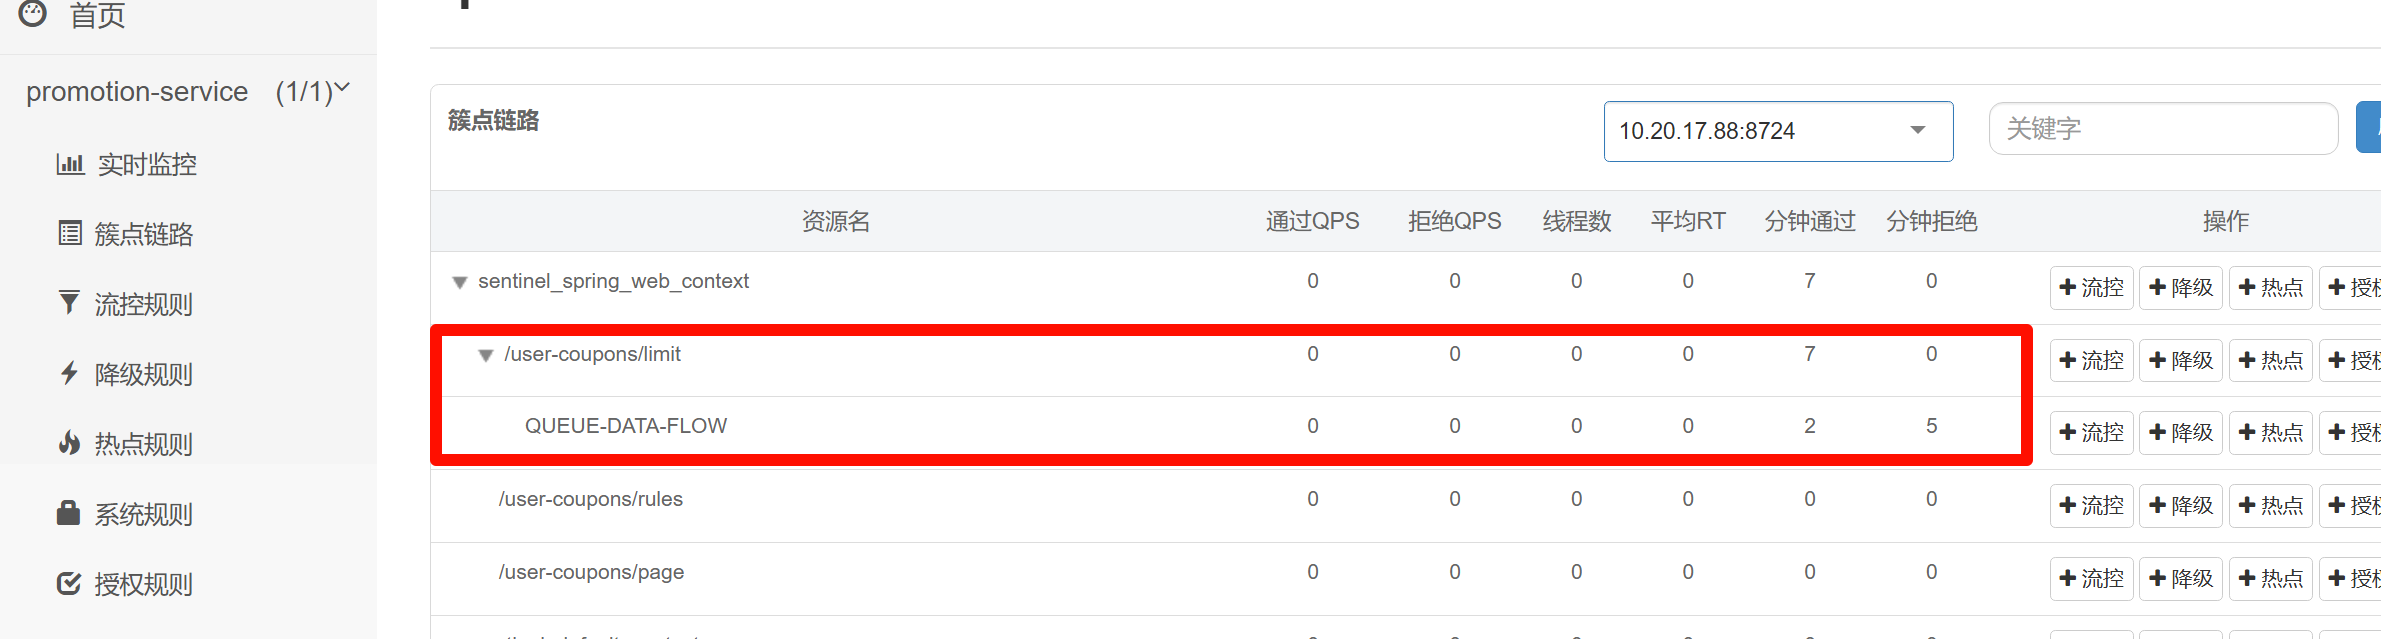 首页
promotion-service (1/1)
实时监控
簇点链路
流控规则
降级规则
热点规则
系统规则
授权规则
簇点链路 10.20.17.88:8724 关键字
资源名 通过QPS 拒绝QPS 线程数 平均RT 分钟通过 分钟拒绝 操作
sentinel_spring_web_context 0 0 0 0 7 0 流控 降级 热点 授权
/user-coupons/limit 0 0 0 0 7 0 流控 降级 热点 授权
QUEUE-DATA-FLOW 0 0 0 0 2 5 流控 降级 热点 授权
/user-coupons/rules 0 0 0 0 0 0 流控 降级 热点 授权
/user-coupons/page 0 0 0 0 0 0 流控 降级 热点 授权